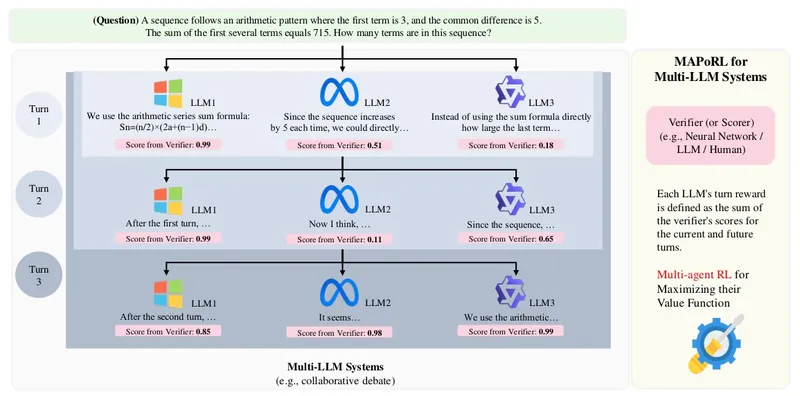 (Question) A sequence follows an arithmetic pattern where the first term is 3, and the common difference is 5.
The sum of the first several terms equals 715. How many terms are in this sequence?
Turn
1
LLM1
We use the arithmetic series sum formula:
Sn=(n/2)×(2a+(n−1)d)…
Score from Verifier: 0.99
LLM2
Since the sequence increases
by 5 each time, we could directly…
Score from Verifier: 0.51
LLM3
Instead of using the sum formula directly
how large the last term…
Score from Verifier: 0.18
Turn
2
LLM1
After the first turn, …
Score from Verifier: 0.99
LLM2
Now I think, …
Score from Verifier: 0.11
LLM3
Since the sequence, …
Score from Verifier: 0.65
Turn
3
LLM1
After the second turn, …
Score from Verifier: 0.85
LLM2
It seems…
Score from Verifier: 0.98
LLM3
We use the arithmetic…
Score from Verifier: 0.99
Multi-LLM Systems
(e.g., collaborative debate)
MAPoRL for
Multi-LLM Systems
Verifier (or Scorer)
(e.g., Neural Network /
LLM / Human)
Each LLM's turn reward
is defined as the sum of
the verifier's scores for
the current and future
turns.
Multi-agent RL for
Maximizing their
Value Function